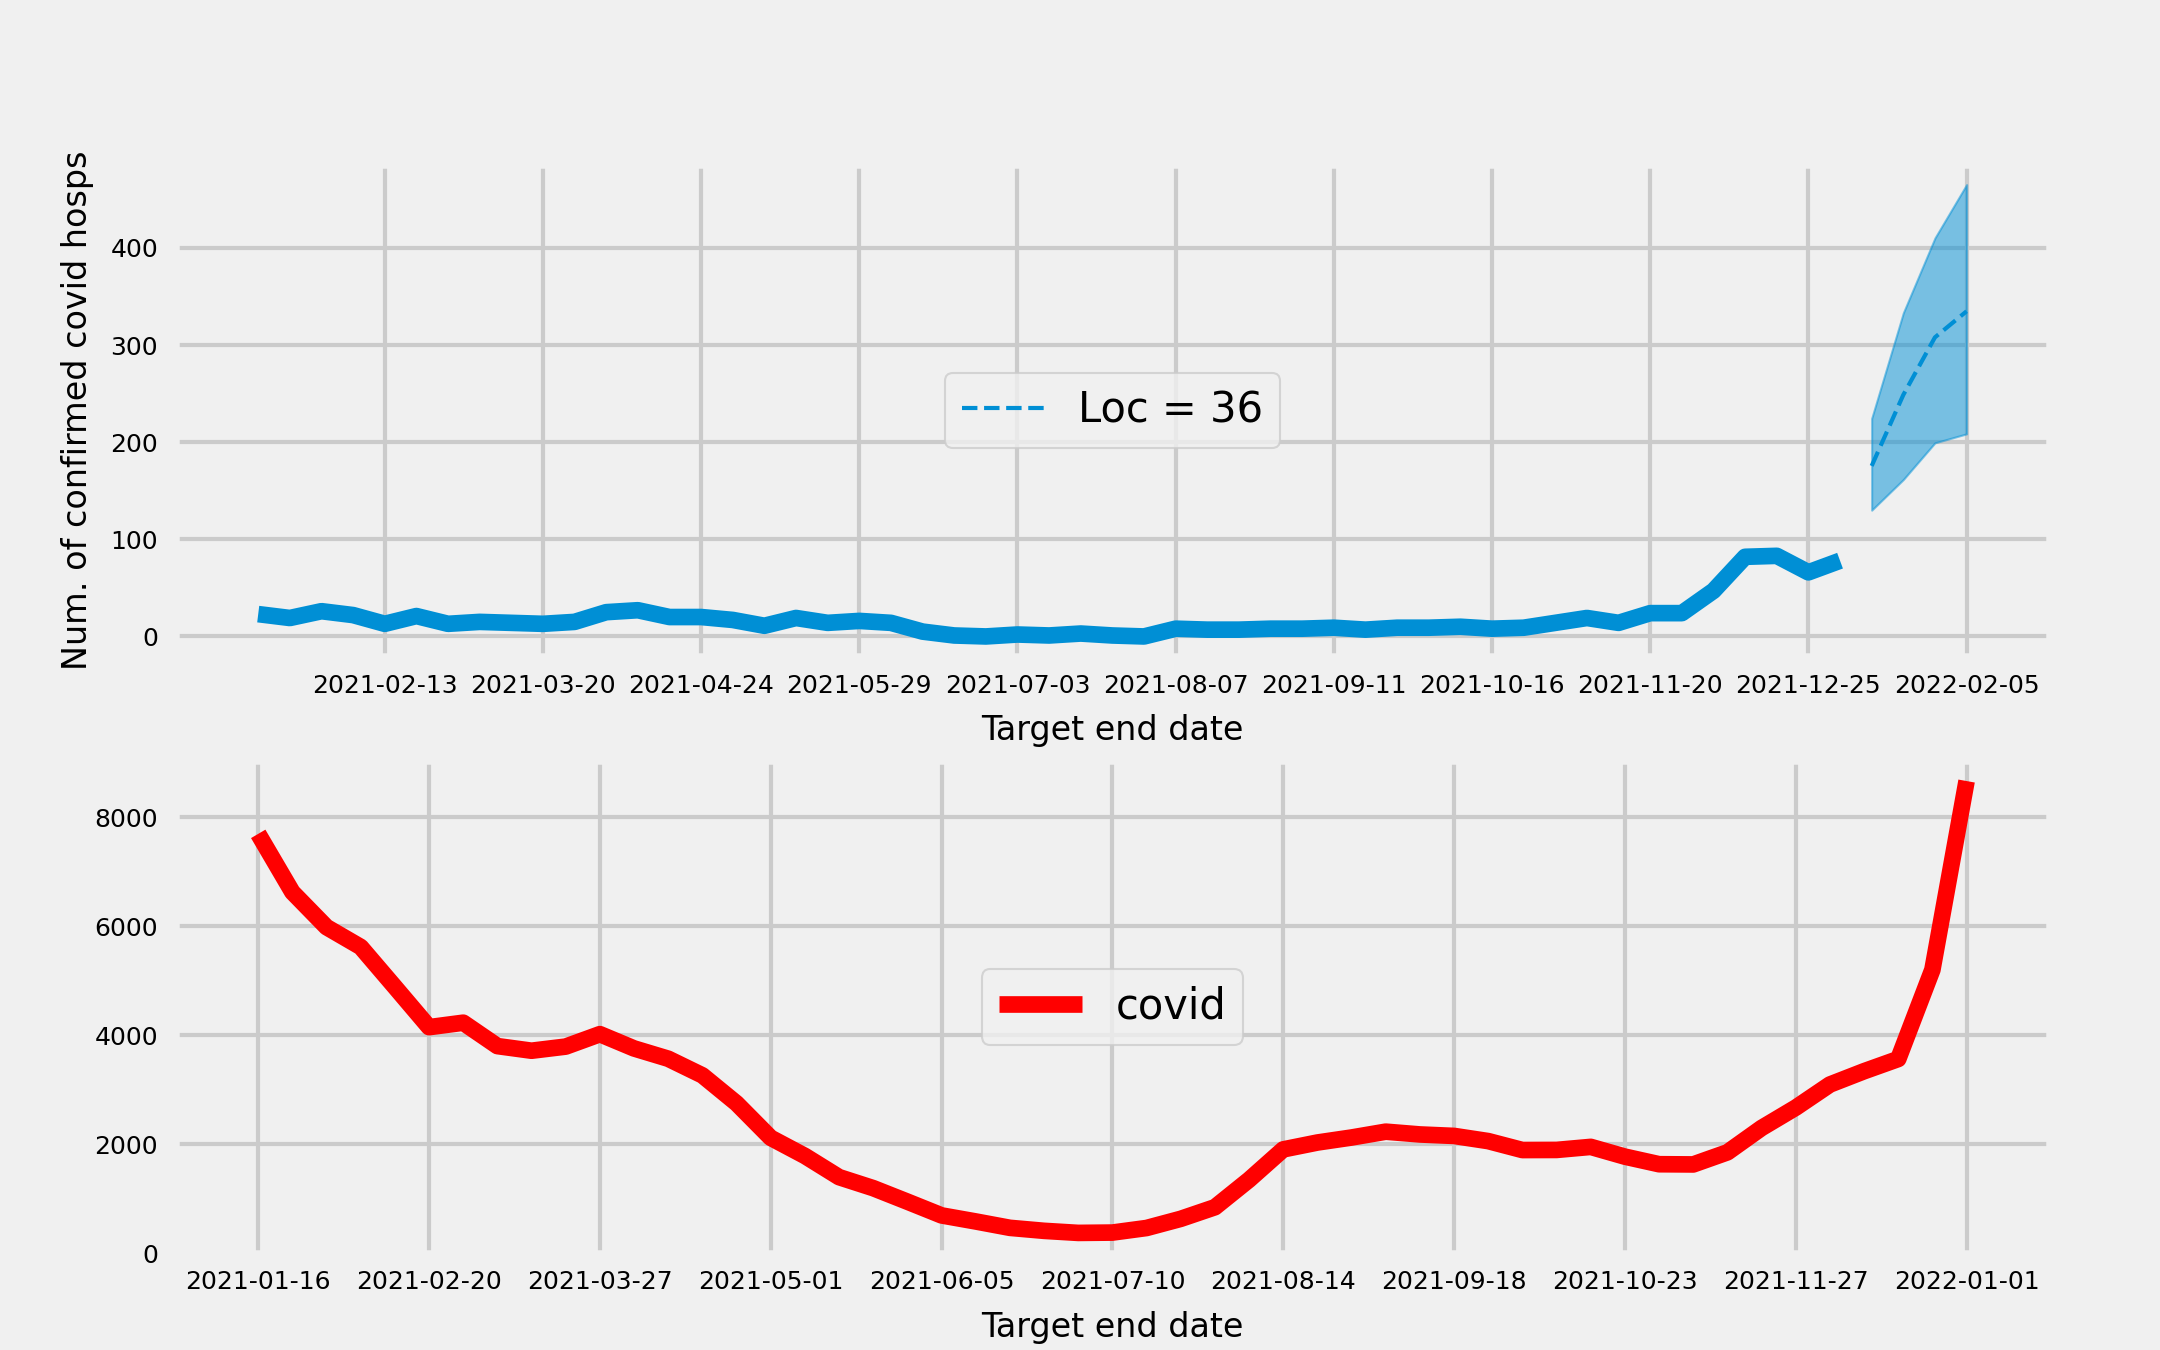 Num. of confirmed covid hosps
400
300
200
100
0
Loc = 36
2021-02-13 2021-03-20 2021-04-24 2021-05-29 2021-07-03 2021-08-07 2021-09-11 2021-10-16 2021-11-20 2021-12-25 2022-02-05
Target end date
8000
6000
4000
2000
0
covid
2021-01-16 2021-02-20 2021-03-27 2021-05-01 2021-06-05 2021-07-10 2021-08-14 2021-09-18 2021-10-23 2021-11-27 2022-01-01
Target end date